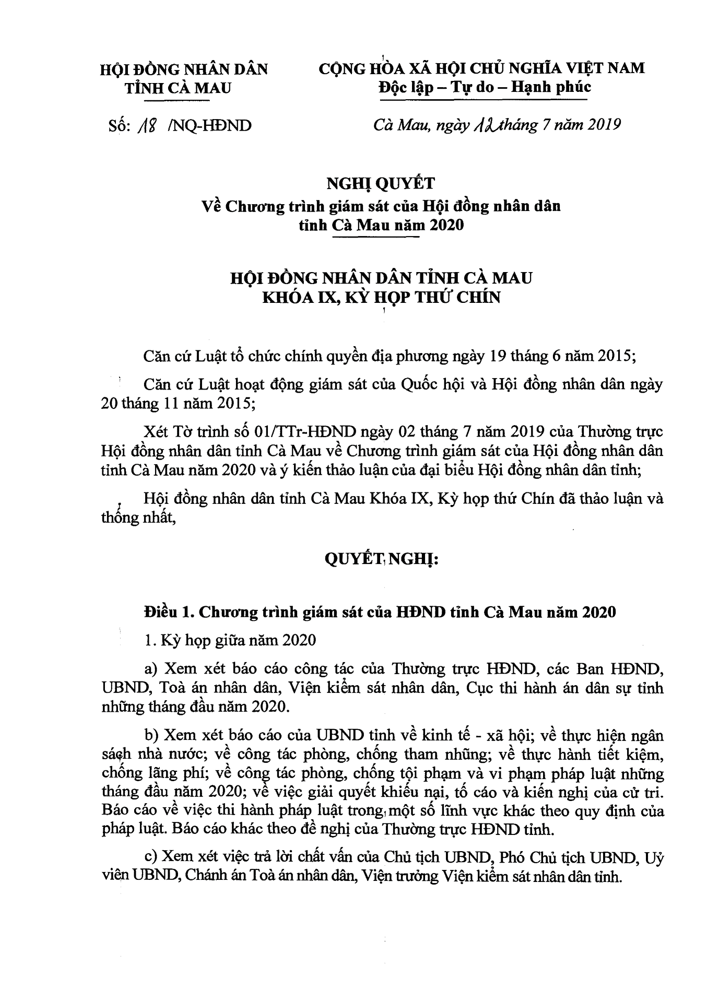 HỘI ĐỒNG NHÂN DÂN
TỈNH CÀ MAU
CỘNG HÒA XÃ HỘI CHỦ NGHĨA VIỆT NAM
Độc lập – Tự do – Hạnh phúc
Số: 18 /NQ-HĐND
Cà Mau, ngày 12 tháng 7 năm 2019
NGHỊ QUYẾT
Về Chương trình giám sát của Hội đồng nhân dân
tỉnh Cà Mau năm 2020
HỘI ĐỒNG NHÂN DÂN TỈNH CÀ MAU
KHÓA IX, KỲ HỌP THỨ CHÍN
Căn cứ Luật tổ chức chính quyền địa phương ngày 19 tháng 6 năm 2015;
Căn cứ Luật hoạt động giám sát của Quốc hội và Hội đồng nhân dân ngày
20 tháng 11 năm 2015;
Xét Tờ trình số 01/TTr-HĐND ngày 02 tháng 7 năm 2019 của Thường trực
Hội đồng nhân dân tỉnh Cà Mau về Chương trình giám sát của Hội đồng nhân dân
tỉnh Cà Mau năm 2020 và ý kiến thảo luận của đại biểu Hội đồng nhân dân tỉnh;
Hội đồng nhân dân tỉnh Cà Mau Khóa IX, Kỳ họp thứ Chín đã thảo luận và
thống nhất,
QUYẾT NGHỊ:
Điều 1. Chương trình giám sát của HĐND tỉnh Cà Mau năm 2020
1. Kỳ họp giữa năm 2020
a) Xem xét báo cáo công tác của Thường trực HĐND, các Ban HĐND,
UBND, Toà án nhân dân, Viện kiểm sát nhân dân, Cục thi hành án dân sự tỉnh
những tháng đầu năm 2020.
b) Xem xét báo cáo của UBND tỉnh về kinh tế - xã hội; về thực hiện ngân
sách nhà nước; về công tác phòng, chống tham nhũng; về thực hành tiết kiệm,
chống lãng phí; về công tác phòng, chống tội phạm và vi phạm pháp luật những
tháng đầu năm 2020; về việc giải quyết khiếu nại, tố cáo và kiến nghị của cử tri.
Báo cáo về việc thi hành pháp luật trong một số lĩnh vực khác theo quy định của
pháp luật. Báo cáo khác theo đề nghị của Thường trực HĐND tỉnh.
c) Xem xét việc trả lời chất vấn của Chủ tịch UBND, Phó Chủ tịch UBND, Uỷ
viên UBND, Chánh án Toà án nhân dân, Viện trưởng Viện kiểm sát nhân dân tỉnh.